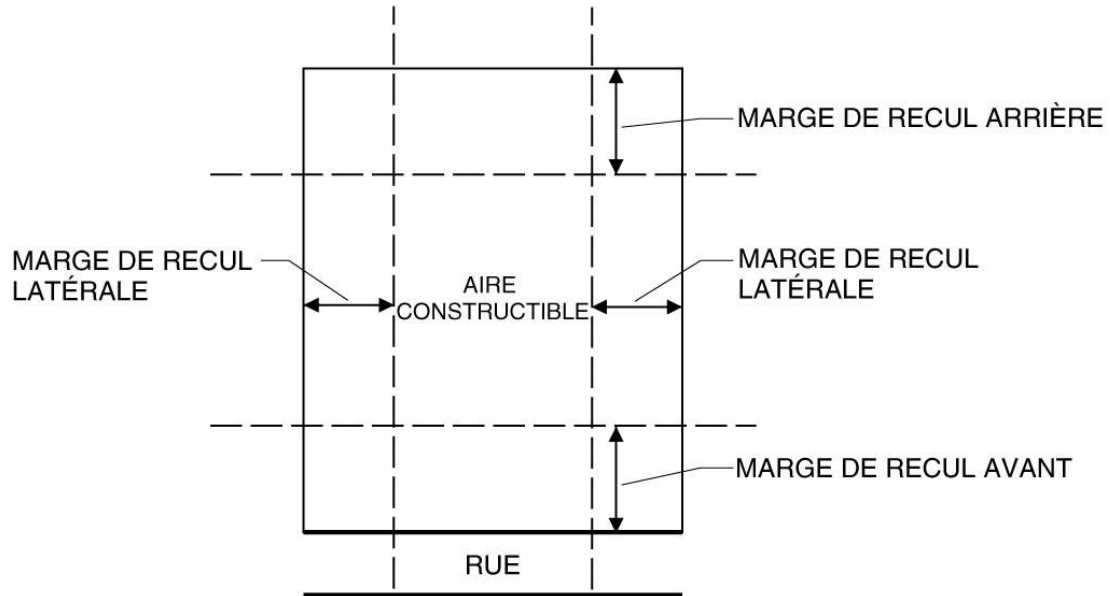 MARGE DE RECUL ARRIÈRE
MARGE DE RECUL
LATÉRALE
AIRE
CONSTRUCTIBLE
MARGE DE RECUL
LATÉRALE
MARGE DE RECUL AVANT
RUE